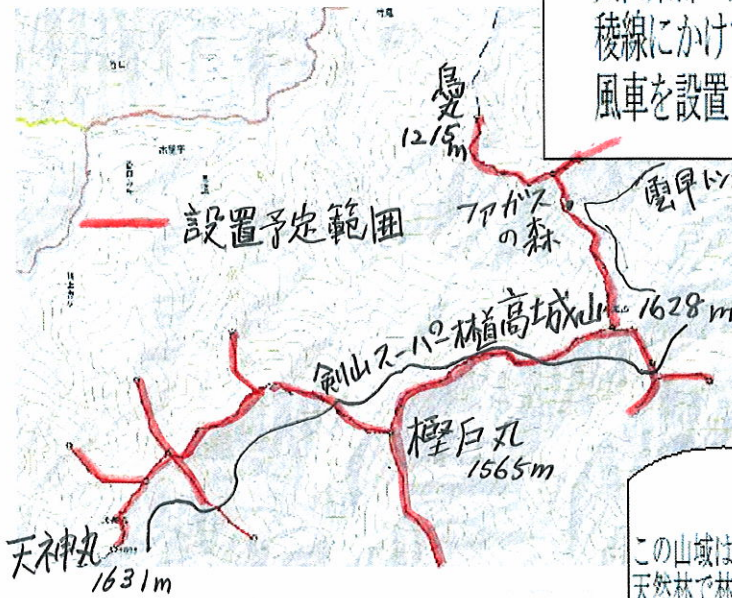 稜線にかけ
風車を設置
烏丸
1215m
設置予定範囲
ファガス
の森
雲早トン
高城山
1628m
剣山スーパー林道
樫戸丸
1565m
天神丸
1631m
この山域は
天然林で林